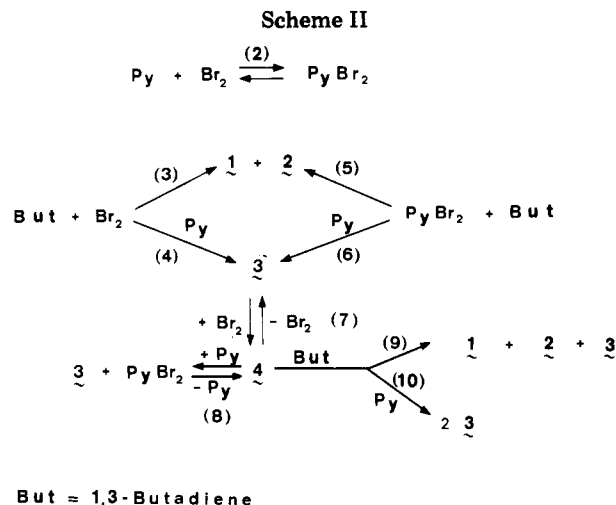 Scheme II
(2)
Py + Br₂ ⇌ PyBr₂
1 + 2
(3) (5)
But + Br₂ Py Py PyBr₂ + But
(4) (6)
3
+ Br₂ - Br₂ (7)
(9) 1 + 2 + 3
3 + PyBr₂ + Py - Py 4 But
(8) (10)
Py
2 3
But = 1,3-Butadiene